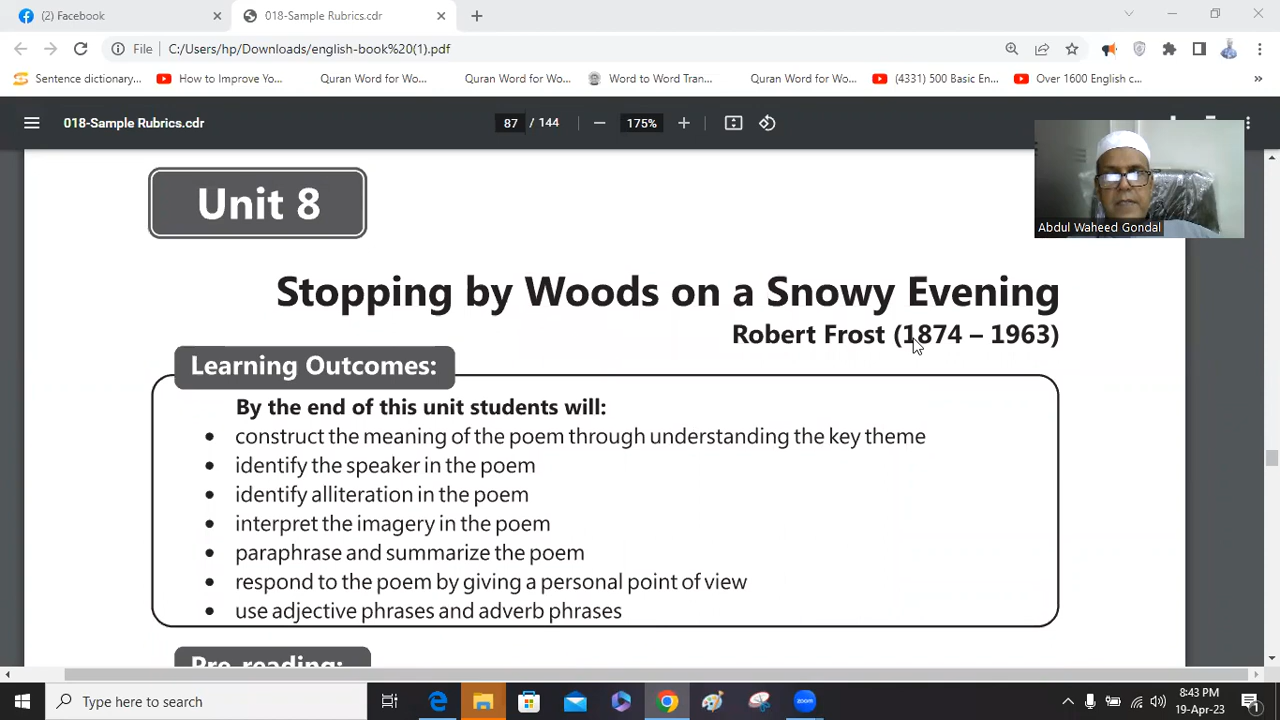 (2) Facebook
018-Sample Rubrics.cdr
File
C:/Users/hp/Downloads/english-book%20(1).pdf
Sentence dictionary...
How to Improve Yo...
Quran Word for Wo...
Quran Word for Wo...
Word to Word Tran...
Quran Word for Wo...
(4331) 500 Basic En...
Over 1600 English c...
018-Sample Rubrics.cdr
87 / 144
175%
Abdul Waheed Gondal
Unit 8
Stopping by Woods on a Snowy Evening
Robert Frost (1874 – 1963)
Learning Outcomes:
By the end of this unit students will:
• construct the meaning of the poem through understanding the key theme
• identify the speaker in the poem
• identify alliteration in the poem
• interpret the imagery in the poem
• paraphrase and summarize the poem
• respond to the poem by giving a personal point of view
• use adjective phrases and adverb phrases
Pre-reading:
Type here to search
zoom
8:43 PM
19-Apr-23
1